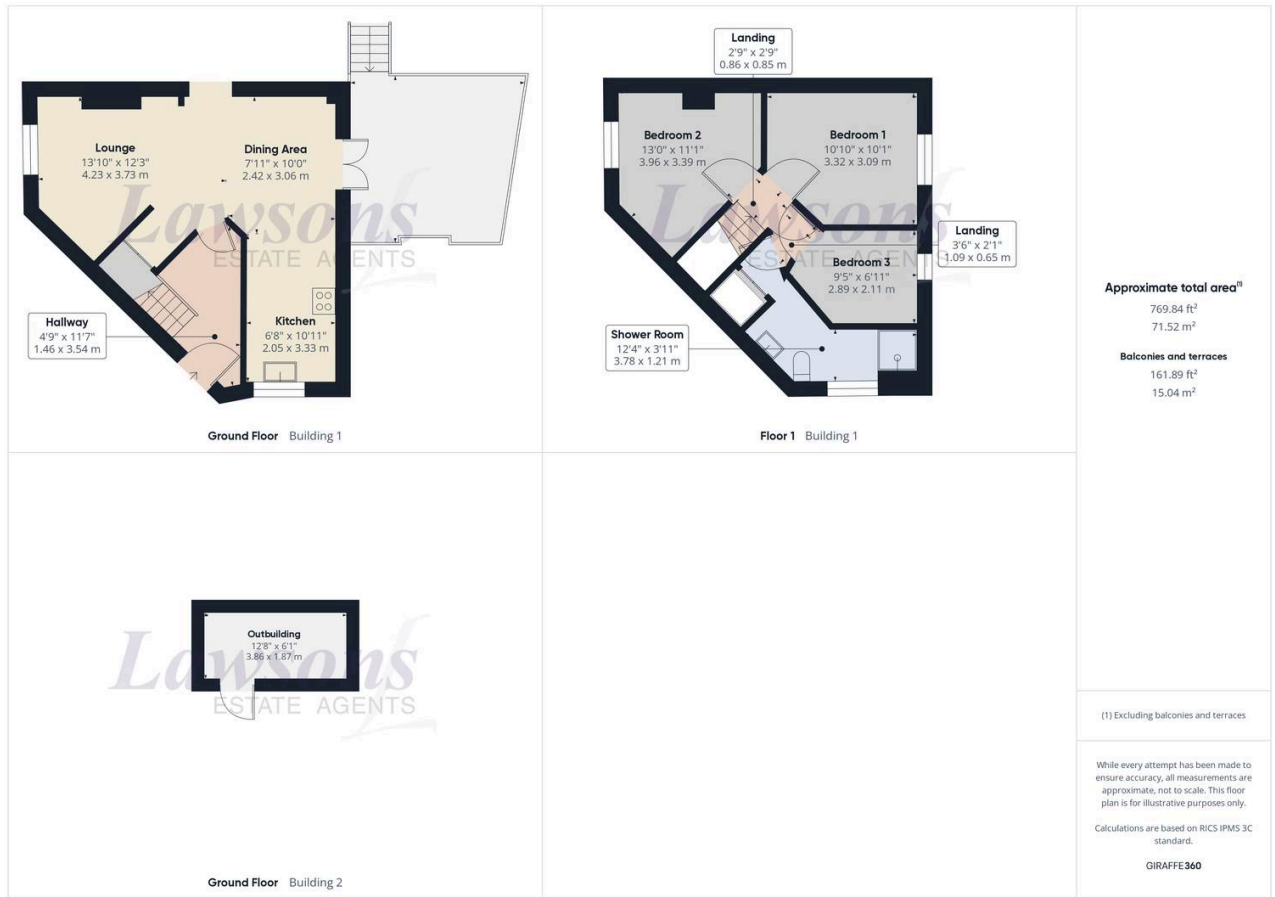 Lounge
13'10" x 12'3"
4.23 x 3.73 m
Dining Area
7'11" x 10'0"
2.42 x 3.06 m
Lawsons
ESTATE AGENTS
Hallway
4'9" x 11'7"
1.46 x 3.54 m
Kitchen
6'8" x 10'11"
2.05 x 3.33 m
Ground Floor Building 1
Landing
2'9" x 2'9"
0.86 x 0.85 m
Bedroom 2
13'0" x 11'1"
3.96 x 3.39 m
Bedroom 1
10'10" x 10'1"
3.32 x 3.09 m
Lawsons
ESTATE AGENTS
Landing
3'6" x 2'1"
1.09 x 0.65 m
Bedroom 3
9'5" x 6'11"
2.89 x 2.11 m
Shower Room
12'4" x 3'11"
3.78 x 1.21 m
Floor 1 Building 1
Outbuilding
12'8" x 6'1"
3.86 x 1.87 m
Lawsons
ESTATE AGENTS
Ground Floor Building 2
Approximate total area(1)
769.84 ft²
71.52 m²
Balconies and terraces
161.89 ft²
15.04 m²
(1) Excluding balconies and terraces
While every attempt has been made to
ensure accuracy, all measurements are
approximate, not to scale. This floor
plan is for illustrative purposes only.
Calculations are based on RICS IPMS 3C
standard.
GIRAFFE360